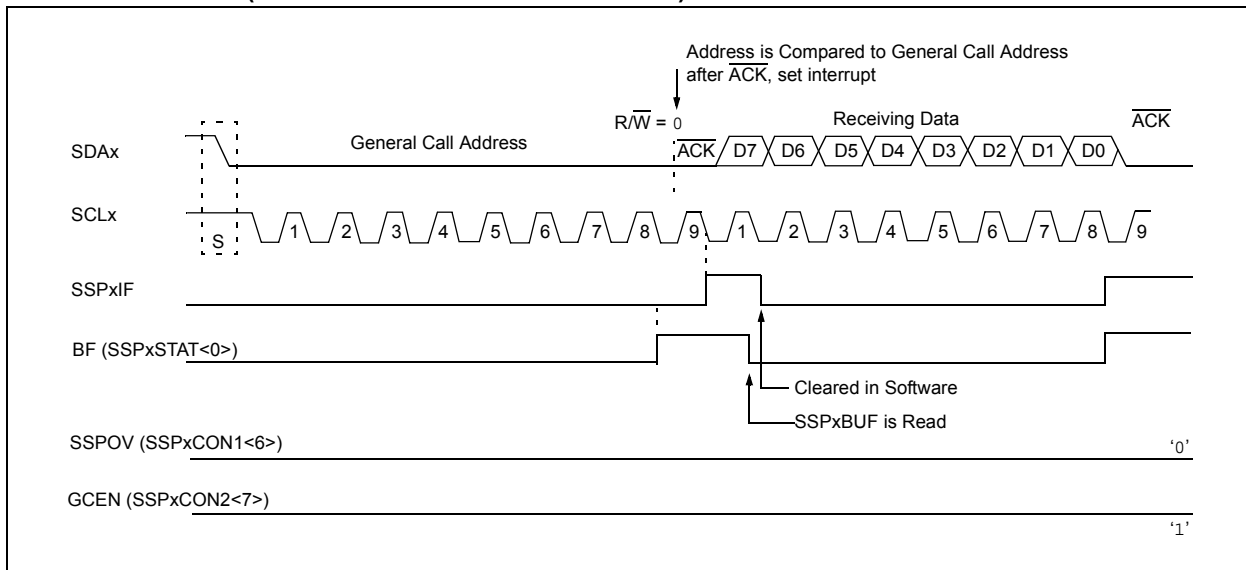 Address is Compared to General Call Address
after ACK, set interrupt
R/W = 0
Receiving Data
ACK
SDAx
General Call Address
ACK
D7
D6
D5
D4
D3
D2
D1
D0
SCLx
S
1
2
3
4
5
6
7
8
9
1
2
3
4
5
6
7
8
9
SSPxIF
BF (SSPxSTAT<0>)
Cleared in Software
SSPxBUF is Read
SSPOV (SSPxCON1<6>)
‘0’
GCEN (SSPxCON2<7>)
‘1’